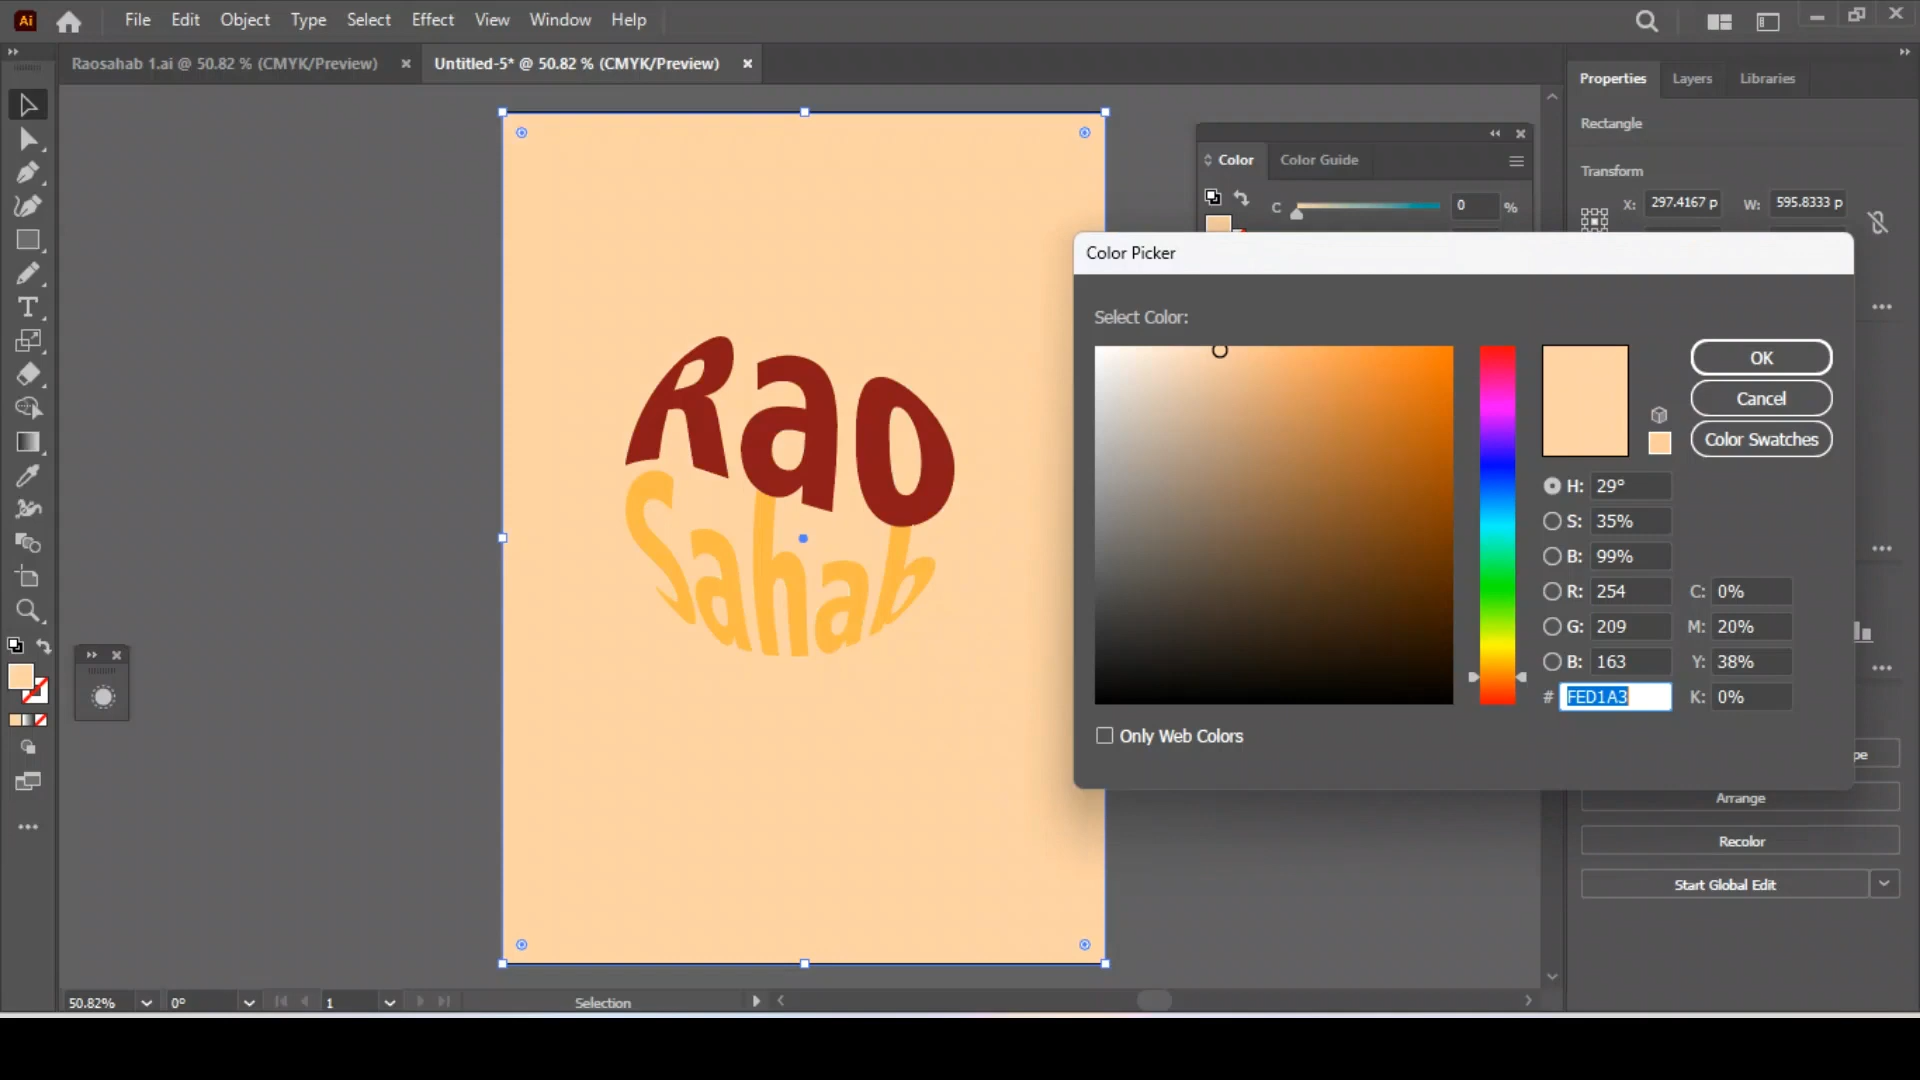 Ai File Edit Object Type Select Effect View Window Help
Raosahab 1.ai @ 50.82 % (CMYK/Preview) Untitled-5* @ 50.82 % (CMYK/Preview)
Properties Layers Libraries
Rectangle
Transform
X: 297.4167 p W: 595.8333 p
Color Color Guide
C 0 %
Color Picker
Select Color:
OK
Cancel
Color Swatches
H: 29°
S: 35%
B: 99%
R: 254 C: 0%
G: 209 M: 20%
B: 163 Y: 38%
# FED1A3 K: 0%
Only Web Colors
Rao
Sahab
pe
Arrange
Recolor
Start Global Edit
50.82% 0° 1 Selection